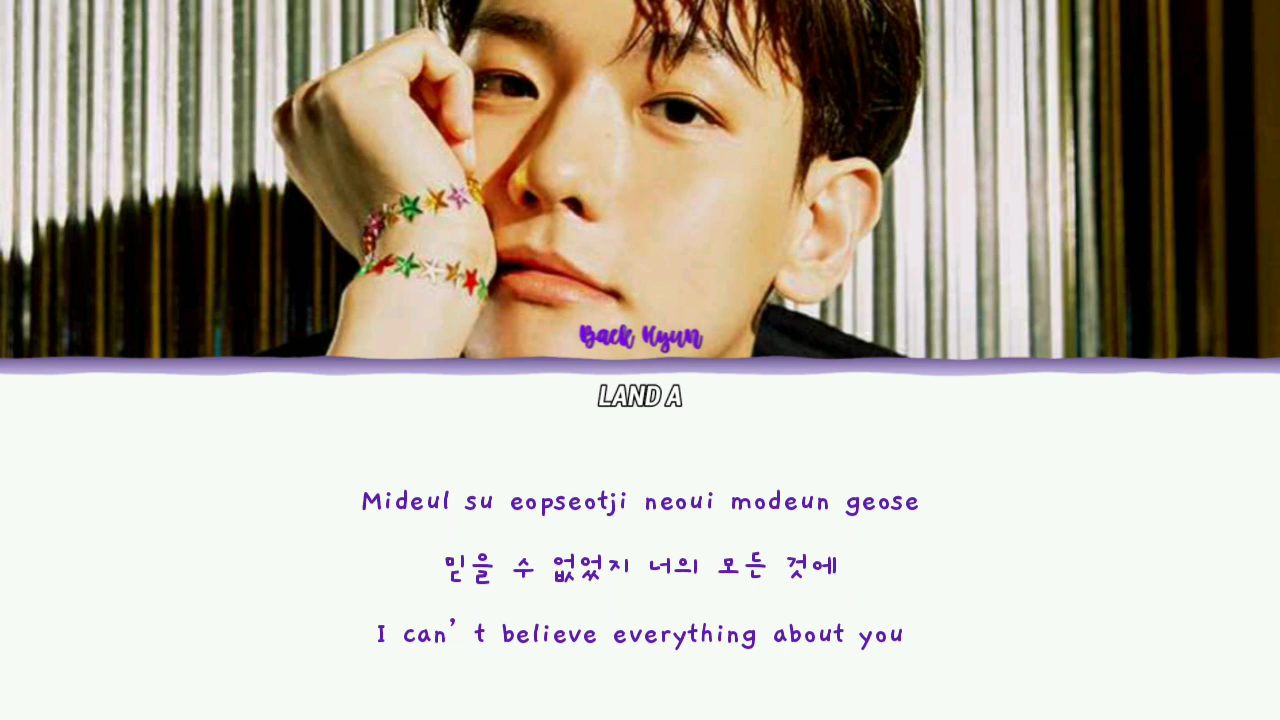 Baek Hyun
LAND A
Mideul su eopseotji neoui modeun geose
믿을 수 없었지 너의 모든 것에
I can't believe everything about you